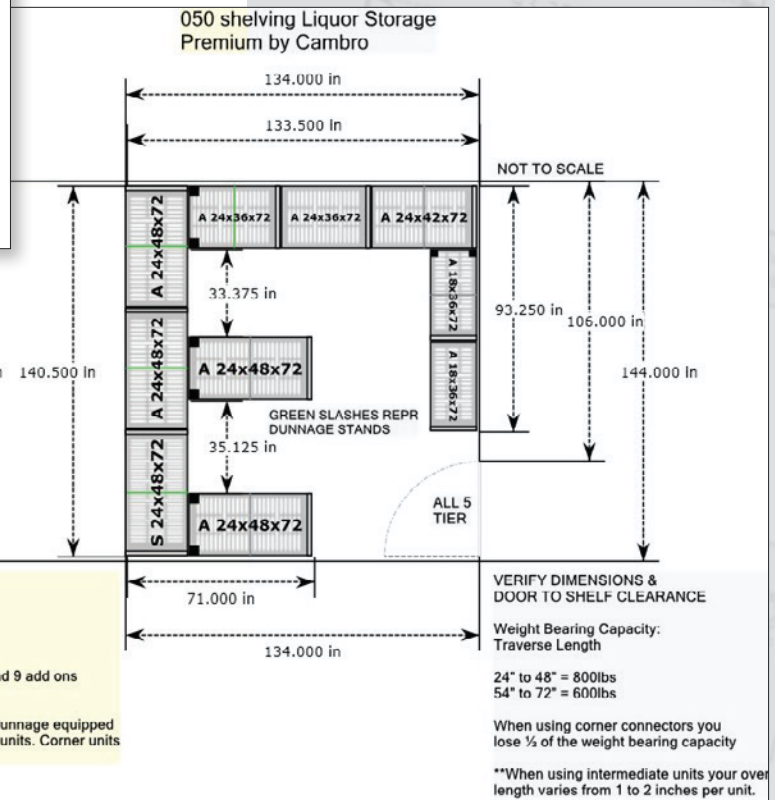 050 shelving Liquor Storage
Premium by Cambro
134.000 in
133.500 in
NOT TO SCALE
A 24x48x72
A 24x36x72
A 24x36x72
A 24x42x72
A 18x36x72
33.375 in
93.250 in
106.000 in
140.500 in
A 24x48x72
A 24x48x72
A 18x36x72
144.000 in
GREEN SLASHES REPR
DUNNAGE STANDS
35.125 in
S 24x48x72
A 24x48x72
ALL 5
TIER
71.000 in
134.000 in
VERIFY DIMENSIONS &
DOOR TO SHELF CLEARANCE
Weight Bearing Capacity:
Traverse Length
24" to 48" = 800lbs
54" to 72" = 600lbs
When using corner connectors you
lose ⅓ of the weight bearing capacity
**When using intermediate units your over
length varies from 1 to 2 inches per unit.
9 add ons
equipped
units. Corner units